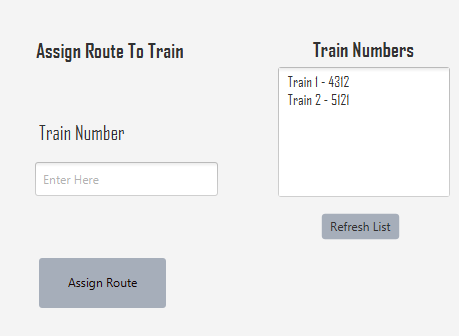 Assign Route To Train
Train Number
Enter Here
Assign Route
Train Numbers
Train 1 - 4312
Train 2 - 5121
Refresh List